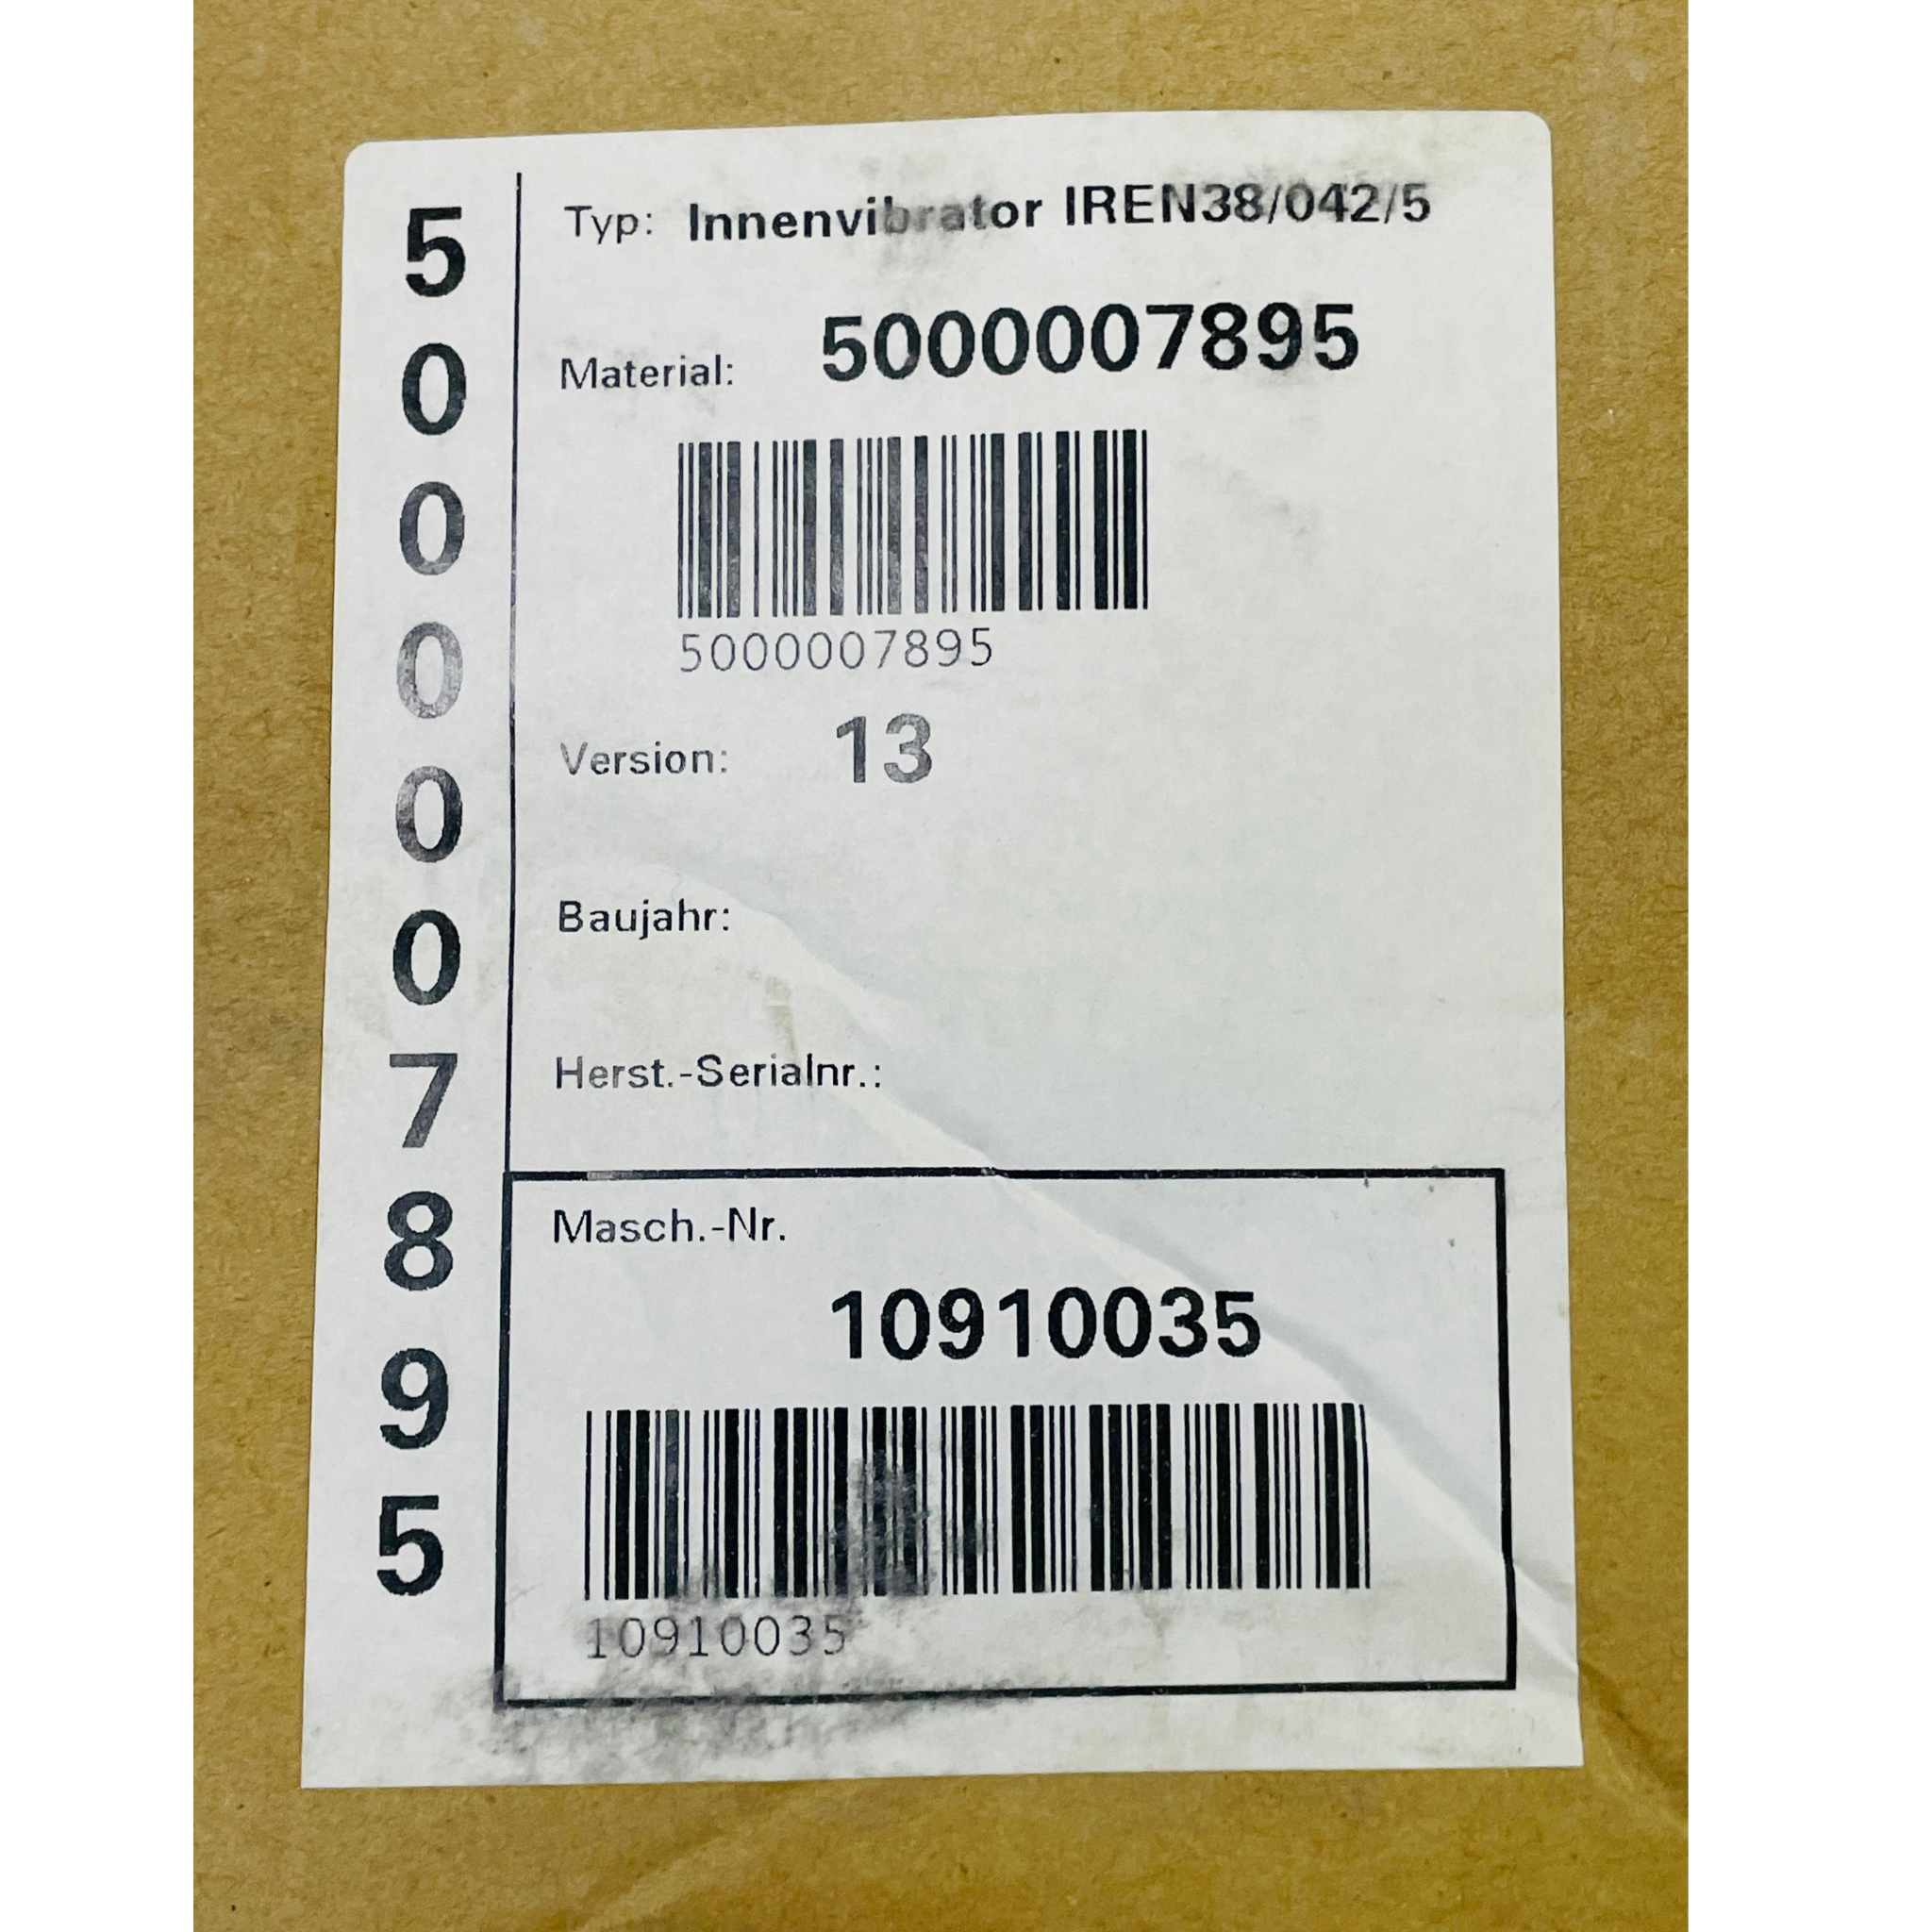 5000007895
Typ: Innenvibrator IREN38/042/5
Material: 5000007895
5000007895
Version: 13
Baujahr:
Herst.-Serialnr.:
Masch.-Nr.
10910035
10910035